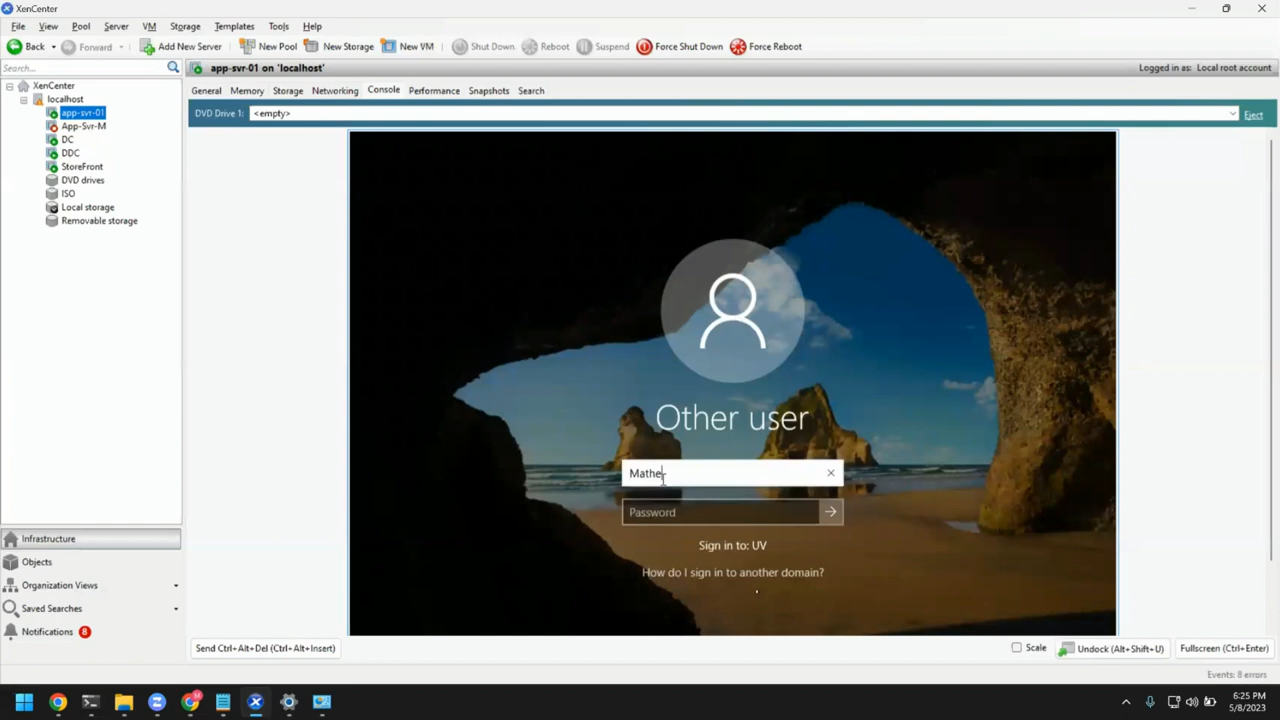 XenCenter
File View Pool Server VM Storage Templates Tools Help
Back Forward Add New Server New Pool New Storage New VM Shut Down Reboot Suspend Force Shut Down Force Reboot
Search...
app-svr-01 on 'localhost'
Logged in as: Local root account
XenCenter
localhost
app-svr-01
App-Svr-M
DC
DDC
StoreFront
DVD drives
ISO
Local storage
Removable storage
General Memory Storage Networking Console Performance Snapshots Search
DVD Drive 1: <empty> Eject
Other user
Mathe
Password
Sign in to: UV
How do I sign in to another domain?
Infrastructure
Objects
Organization Views
Saved Searches
Notifications 8
Send Ctrl+Alt+Del (Ctrl+Alt+Insert) Scale Undock (Alt+Shift+U) Fullscreen (Ctrl+Enter)
Events: 8 errors
6:25 PM
5/8/2023